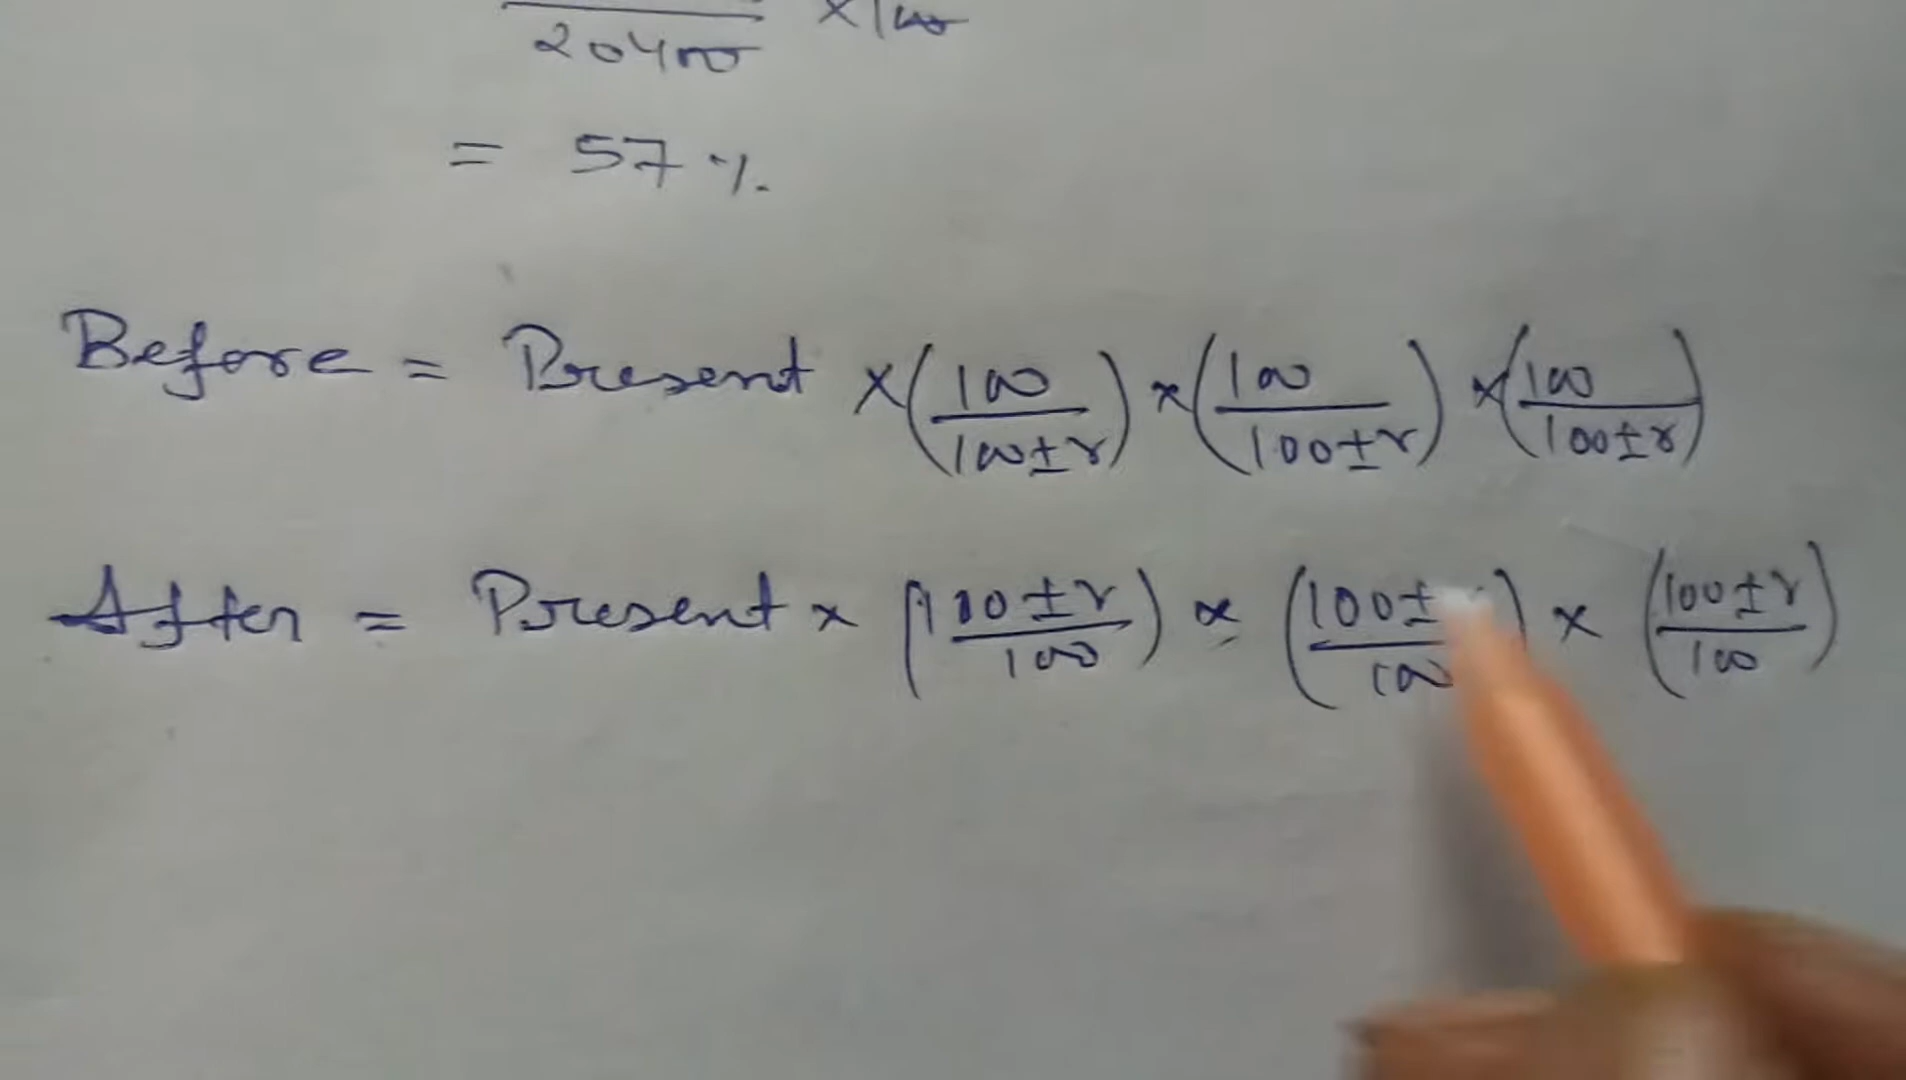 20400 × 100
= 57 %.
Before = Present × (100/100±r) × (100/100±r) × (100/100±r)
After = Present × (100±r/100) × (100±/100) × (100±r/100)